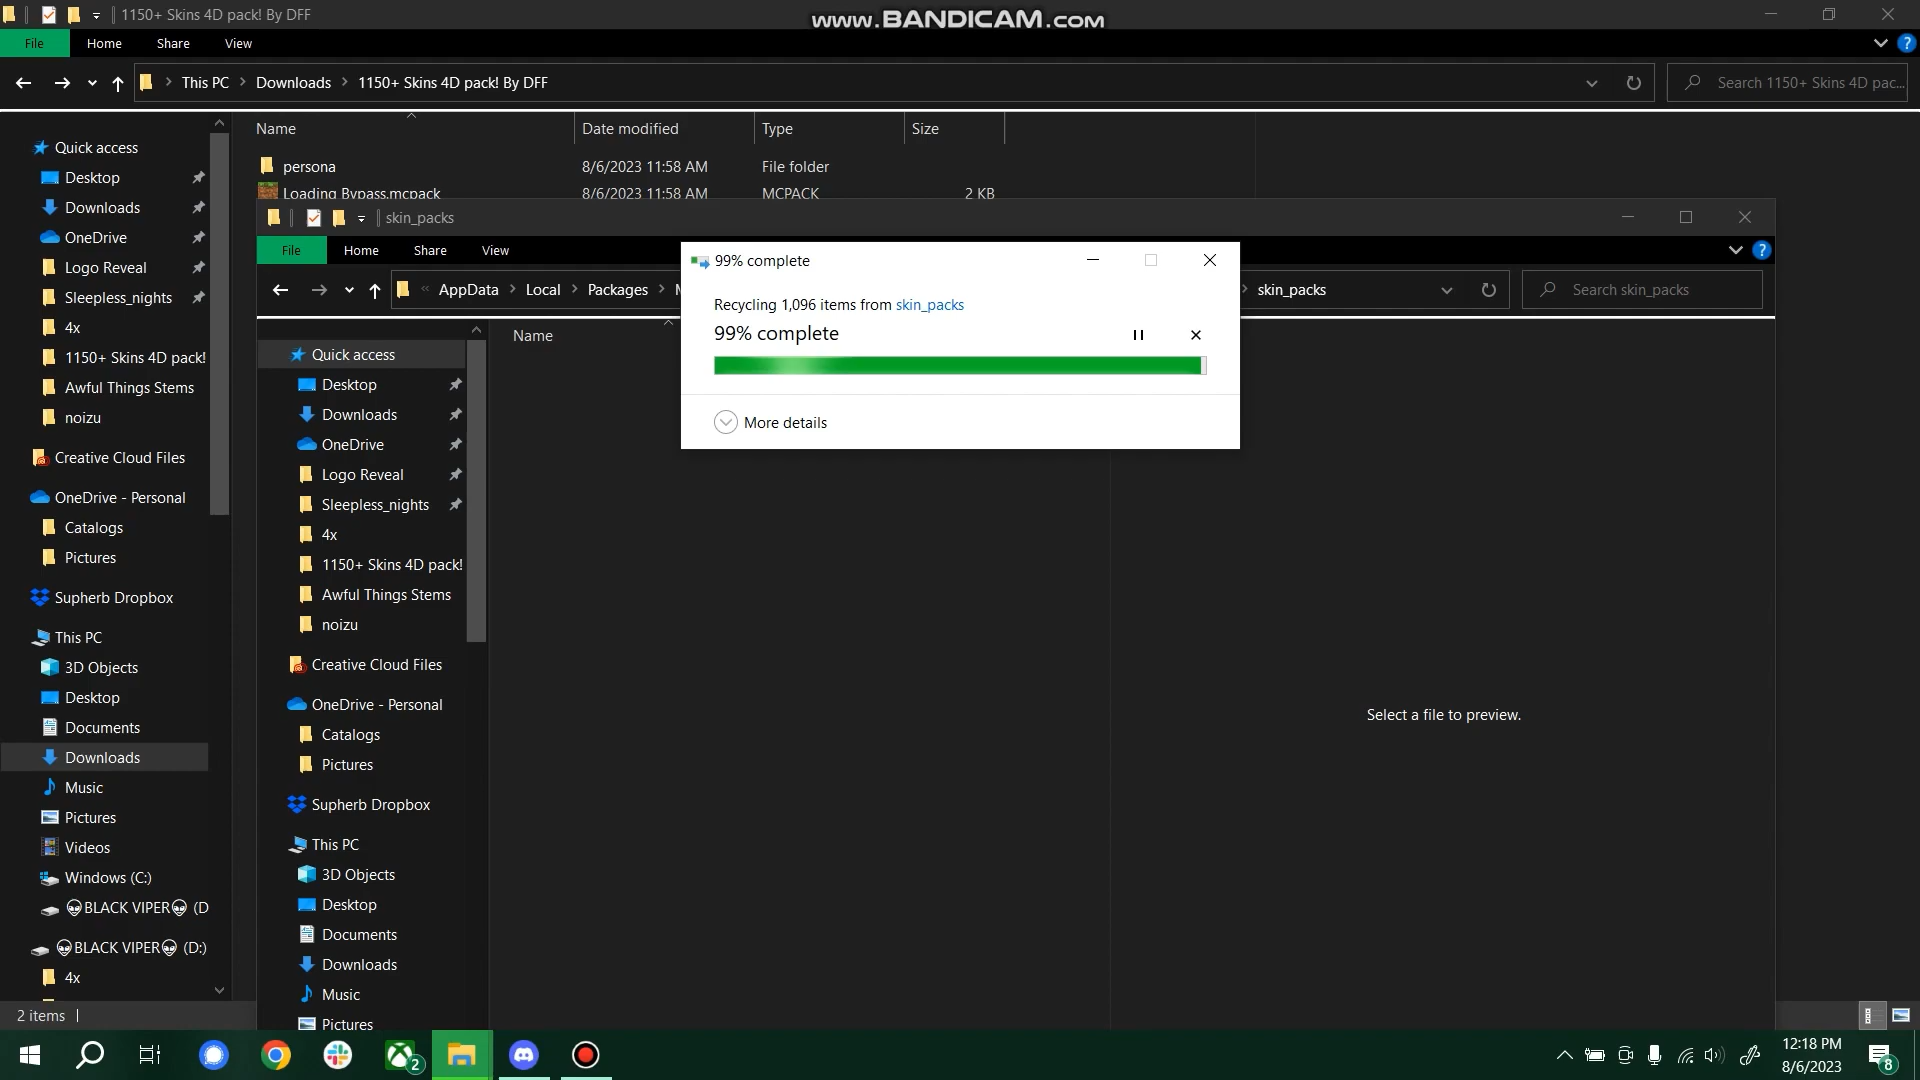 1150+ Skins 4D pack! By DFF
www.BANDICAM.com
File
Home
Share
View
This PC
Downloads
1150+ Skins 4D pack! By DFF
Search 1150+ Skins 4D pac...
Name
Date modified
Type
Size
persona
8/6/2023 11:58 AM
File folder
Loading Bypass.mcpack
8/6/2023 11:58 AM
MCPACK
2 KB
Quick access
Desktop
Downloads
OneDrive
Logo Reveal
Sleepless_nights
4x
1150+ Skins 4D pack!
Awful Things Stems
noizu
Creative Cloud Files
OneDrive - Personal
Catalogs
Pictures
Supherb Dropbox
This PC
3D Objects
Desktop
Documents
Downloads
Music
Pictures
Videos
Windows (C:)
👽BLACK VIPER👽 (D
👽BLACK VIPER👽 (D:)
4x
2 items
skin_packs
File
Home
Share
View
« AppData
Local
Packages
M
skin_packs
Search skin_packs
Name
Quick access
Desktop
Downloads
OneDrive
Logo Reveal
Sleepless_nights
4x
1150+ Skins 4D pack!
Awful Things Stems
noizu
Creative Cloud Files
OneDrive - Personal
Catalogs
Pictures
Supherb Dropbox
This PC
3D Objects
Desktop
Documents
Downloads
Music
Pictures
Select a file to preview.
99% complete
Recycling 1,096 items from skin_packs
99% complete
More details
2
12:18 PM
8/6/2023
8